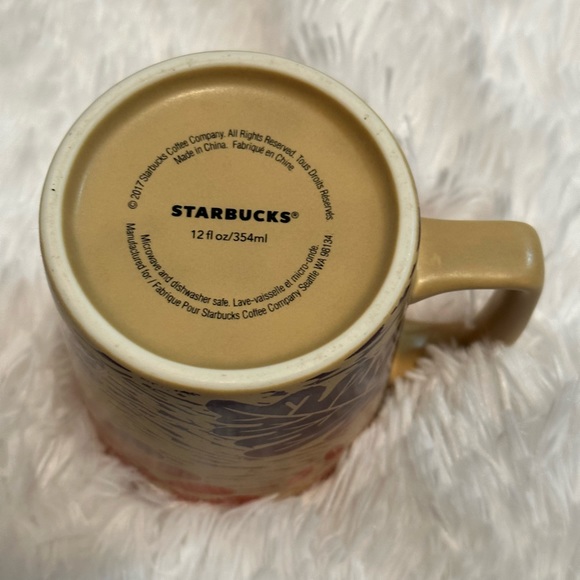 © 2017 Starbucks Coffee Company. All Rights Reserved. Tous Droits Réservés
Made in China. Fabriqué en Chine
STARBUCKS®
12 fl oz/354ml
Microwave and dishwasher safe. Lave-vaisselle et micro-onde.
Manufactured for / Fabrique Pour Starbucks Coffee Company Seattle WA 98134.